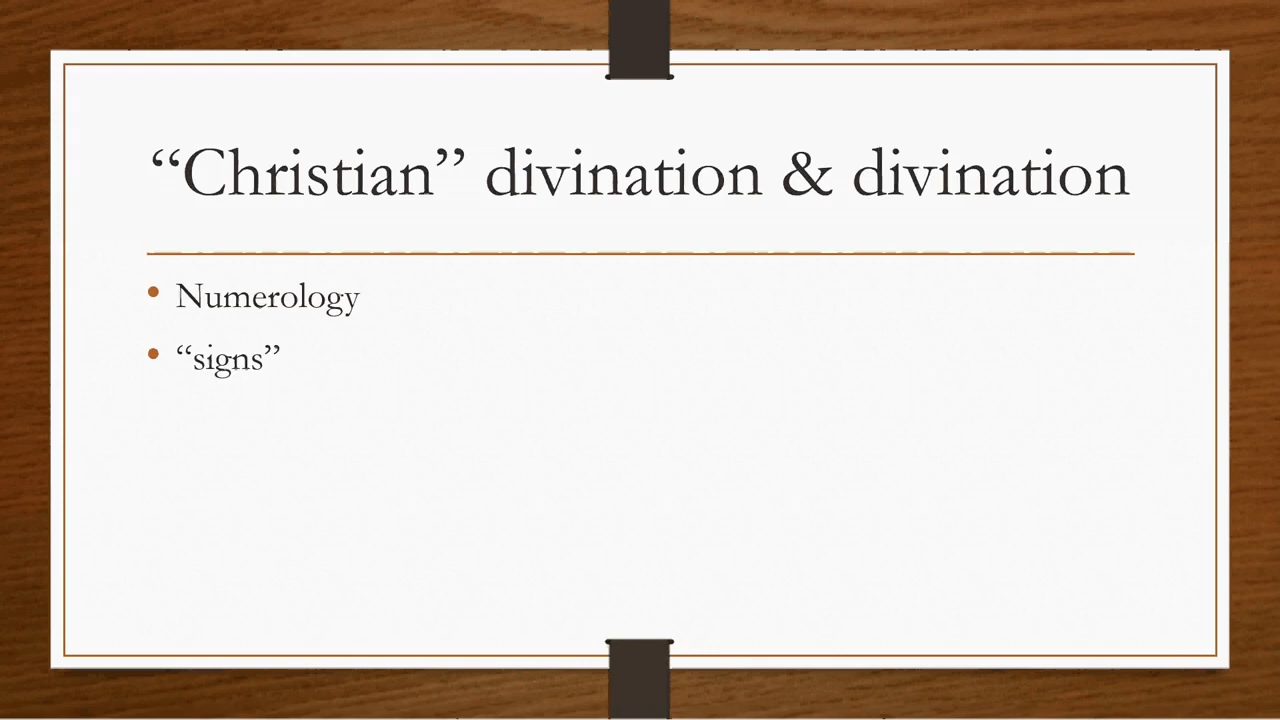 “Christian” divination & divination
• Numerology
• “signs”